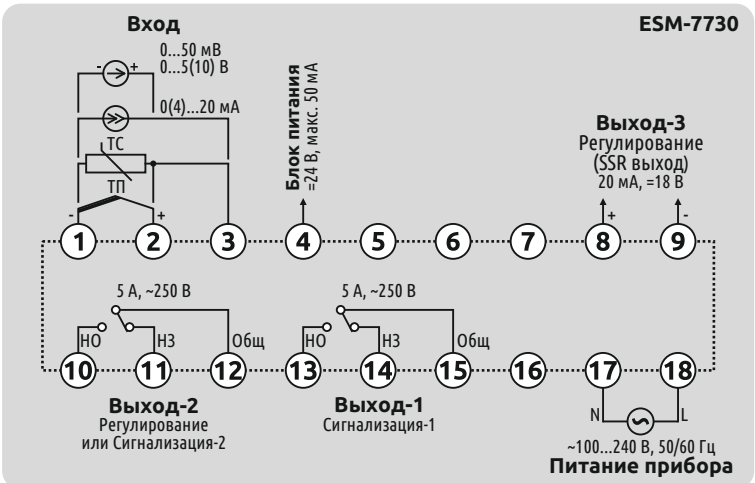 Вход
ESM-7730
0...50 мВ
- +
0...5(10) В
0(4)...20 мА
ТС
ТП
- +
Блок питания
=24 В, макс. 50 мА
Выход-3
Регулирование
(SSR выход)
20 мА, =18 В
+ -
1 2 3 4 5 6 7 8 9
5 А, ~250 В
НО НЗ Общ
5 А, ~250 В
НО НЗ Общ
10 11 12 13 14 15 16 17 18
Выход-2
Регулирование
или Сигнализация-2
Выход-1
Сигнализация-1
N L
~100...240 В, 50/60 Гц
Питание прибора